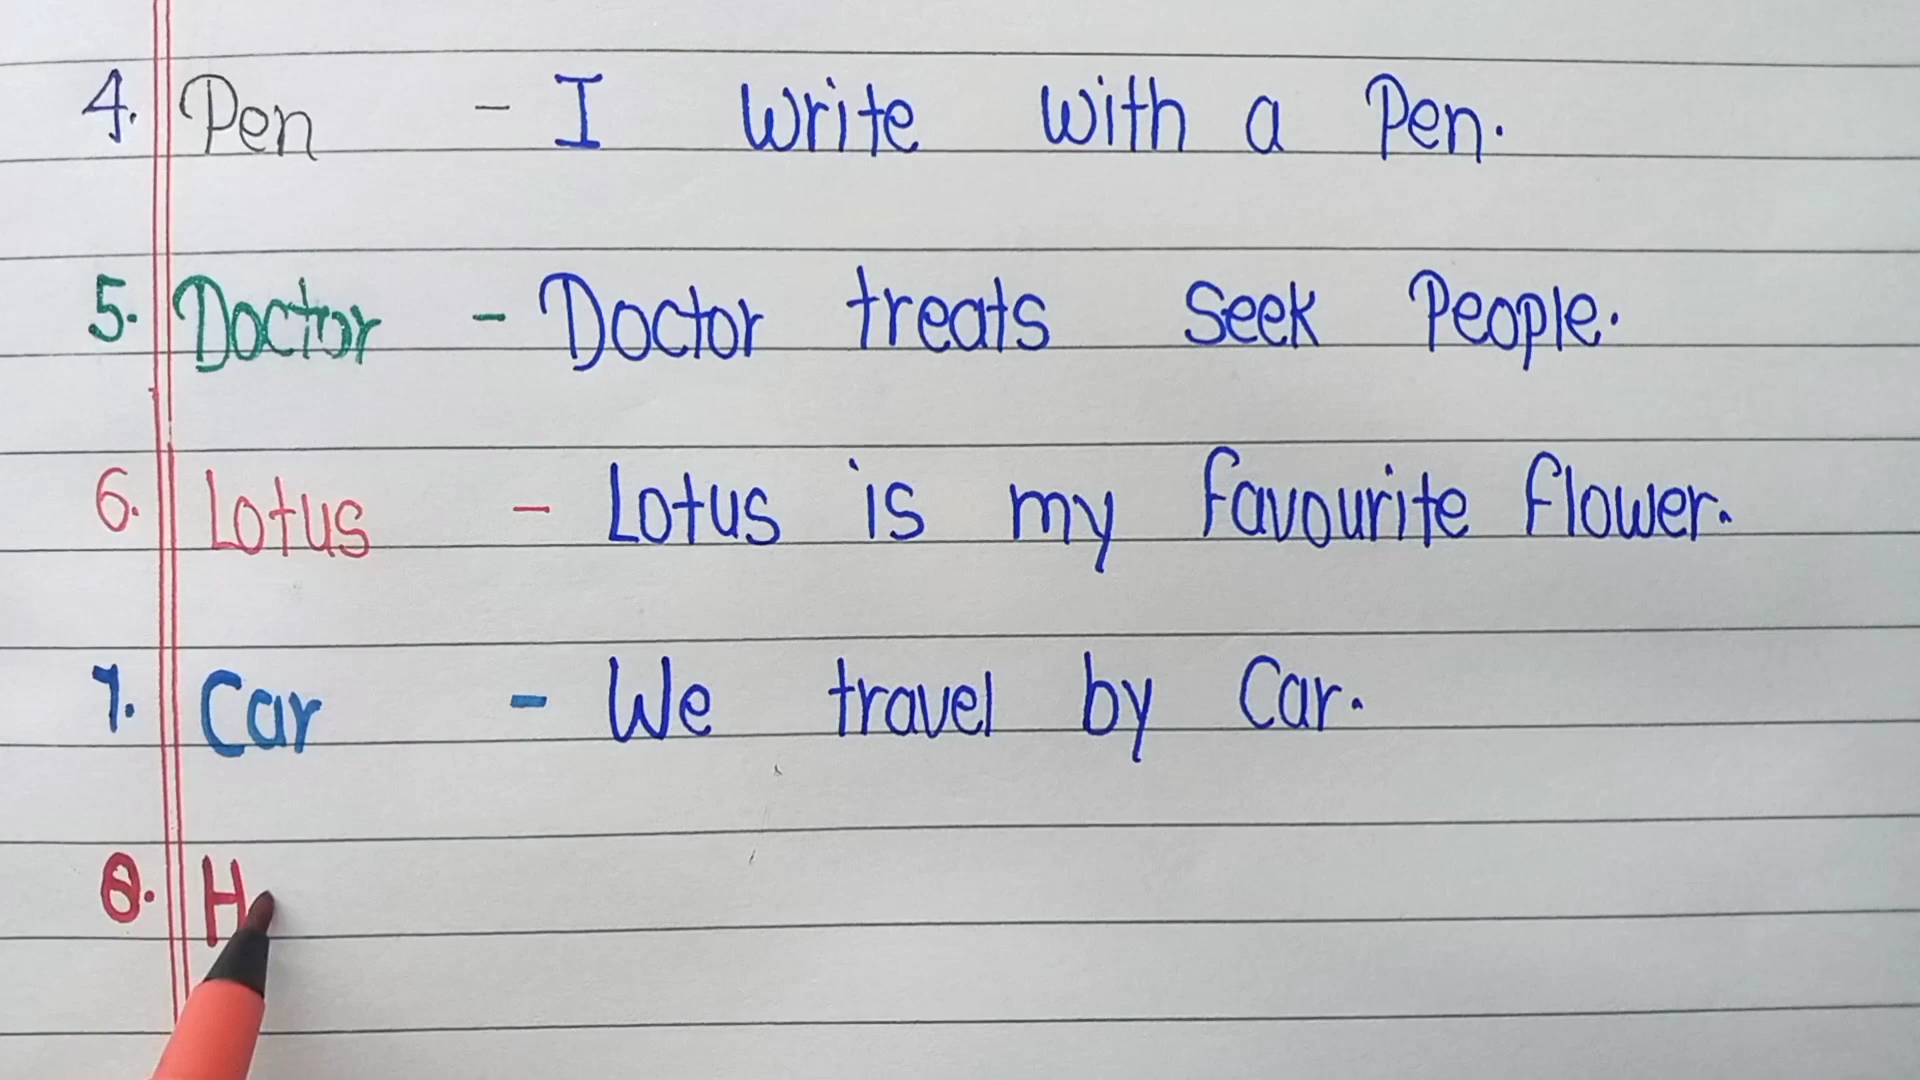 4. Pen - I write with a Pen.
5. Doctor - Doctor treats Seek People.
6. Lotus - Lotus is my favourite flower.
7. Car - We travel by Car.
8. H